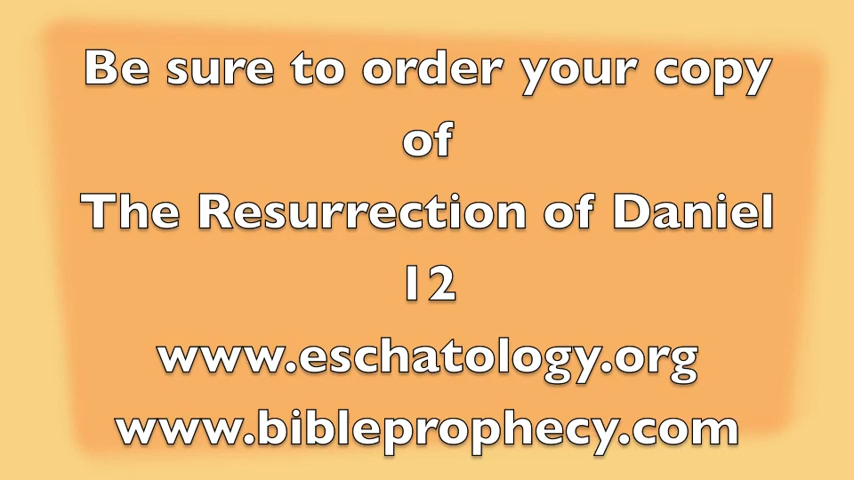 Be sure to order your copy
of
The Resurrection of Daniel
12
www.eschatology.org
www.bibleprophecy.com